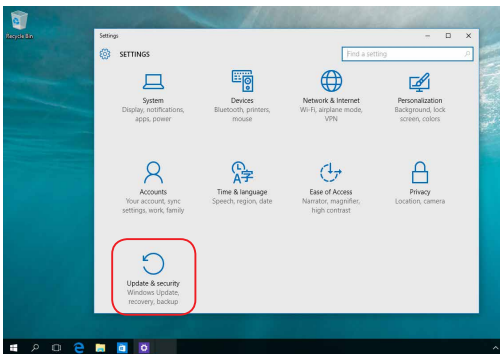 Recycle Bin
Settings
SETTINGS
Find a setting
System
Display, notifications,
apps, power
Devices
Bluetooth, printers,
mouse
Network & Internet
Wi-Fi, airplane mode,
VPN
Personalization
Background, lock
screen, colors
Accounts
Your account, sync
settings, work, family
Time & language
Speech, region, date
Ease of Access
Narrator, magnifier,
high contrast
Privacy
Location, camera
Update & security
Windows Update,
recovery, backup